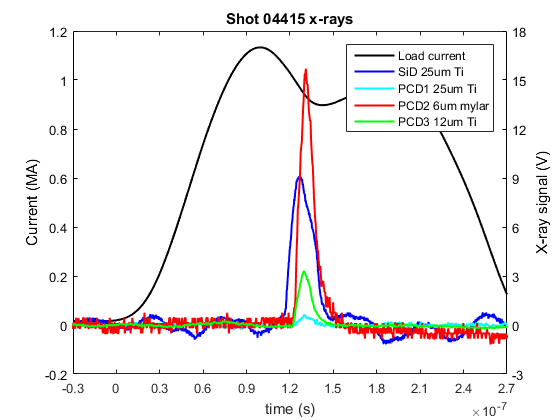 Shot 04415 x-rays
1.2
1
0.8
0.6
0.4
0.2
0
-0.2
Current (MA)
18
15
12
9
6
3
0
-3
X-ray signal (V)
Load current
SiD 25um Ti
PCD1 25um Ti
PCD2 6um mylar
PCD3 12um Ti
-0.3 0 0.3 0.6 0.9 1.2 1.5 1.8 2.1 2.4 2.7
time (s)
×10^-7